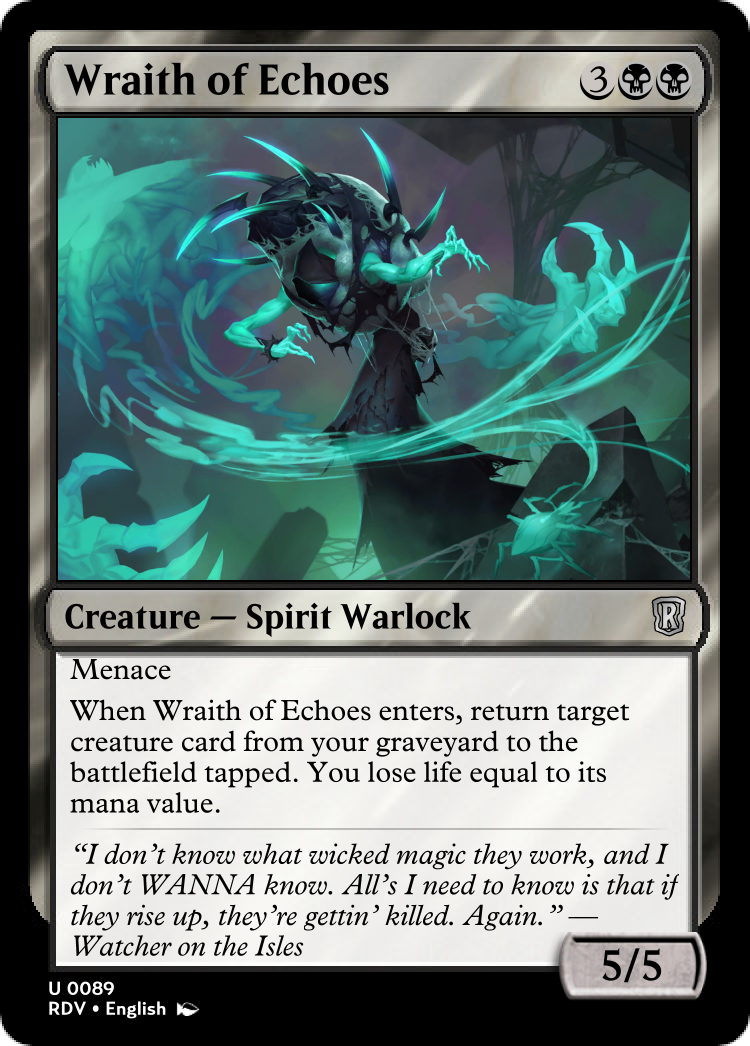 Wraith of Echoes 3
Creature — Spirit Warlock R
Menace
When Wraith of Echoes enters, return target
creature card from your graveyard to the
battlefield tapped. You lose life equal to its
mana value.
“I don’t know what wicked magic they work, and I
don’t WANNA know. All’s I need to know is that if
they rise up, they’re gettin’ killed. Again.” —
Watcher on the Isles
5/5
U 0089
RDV • English